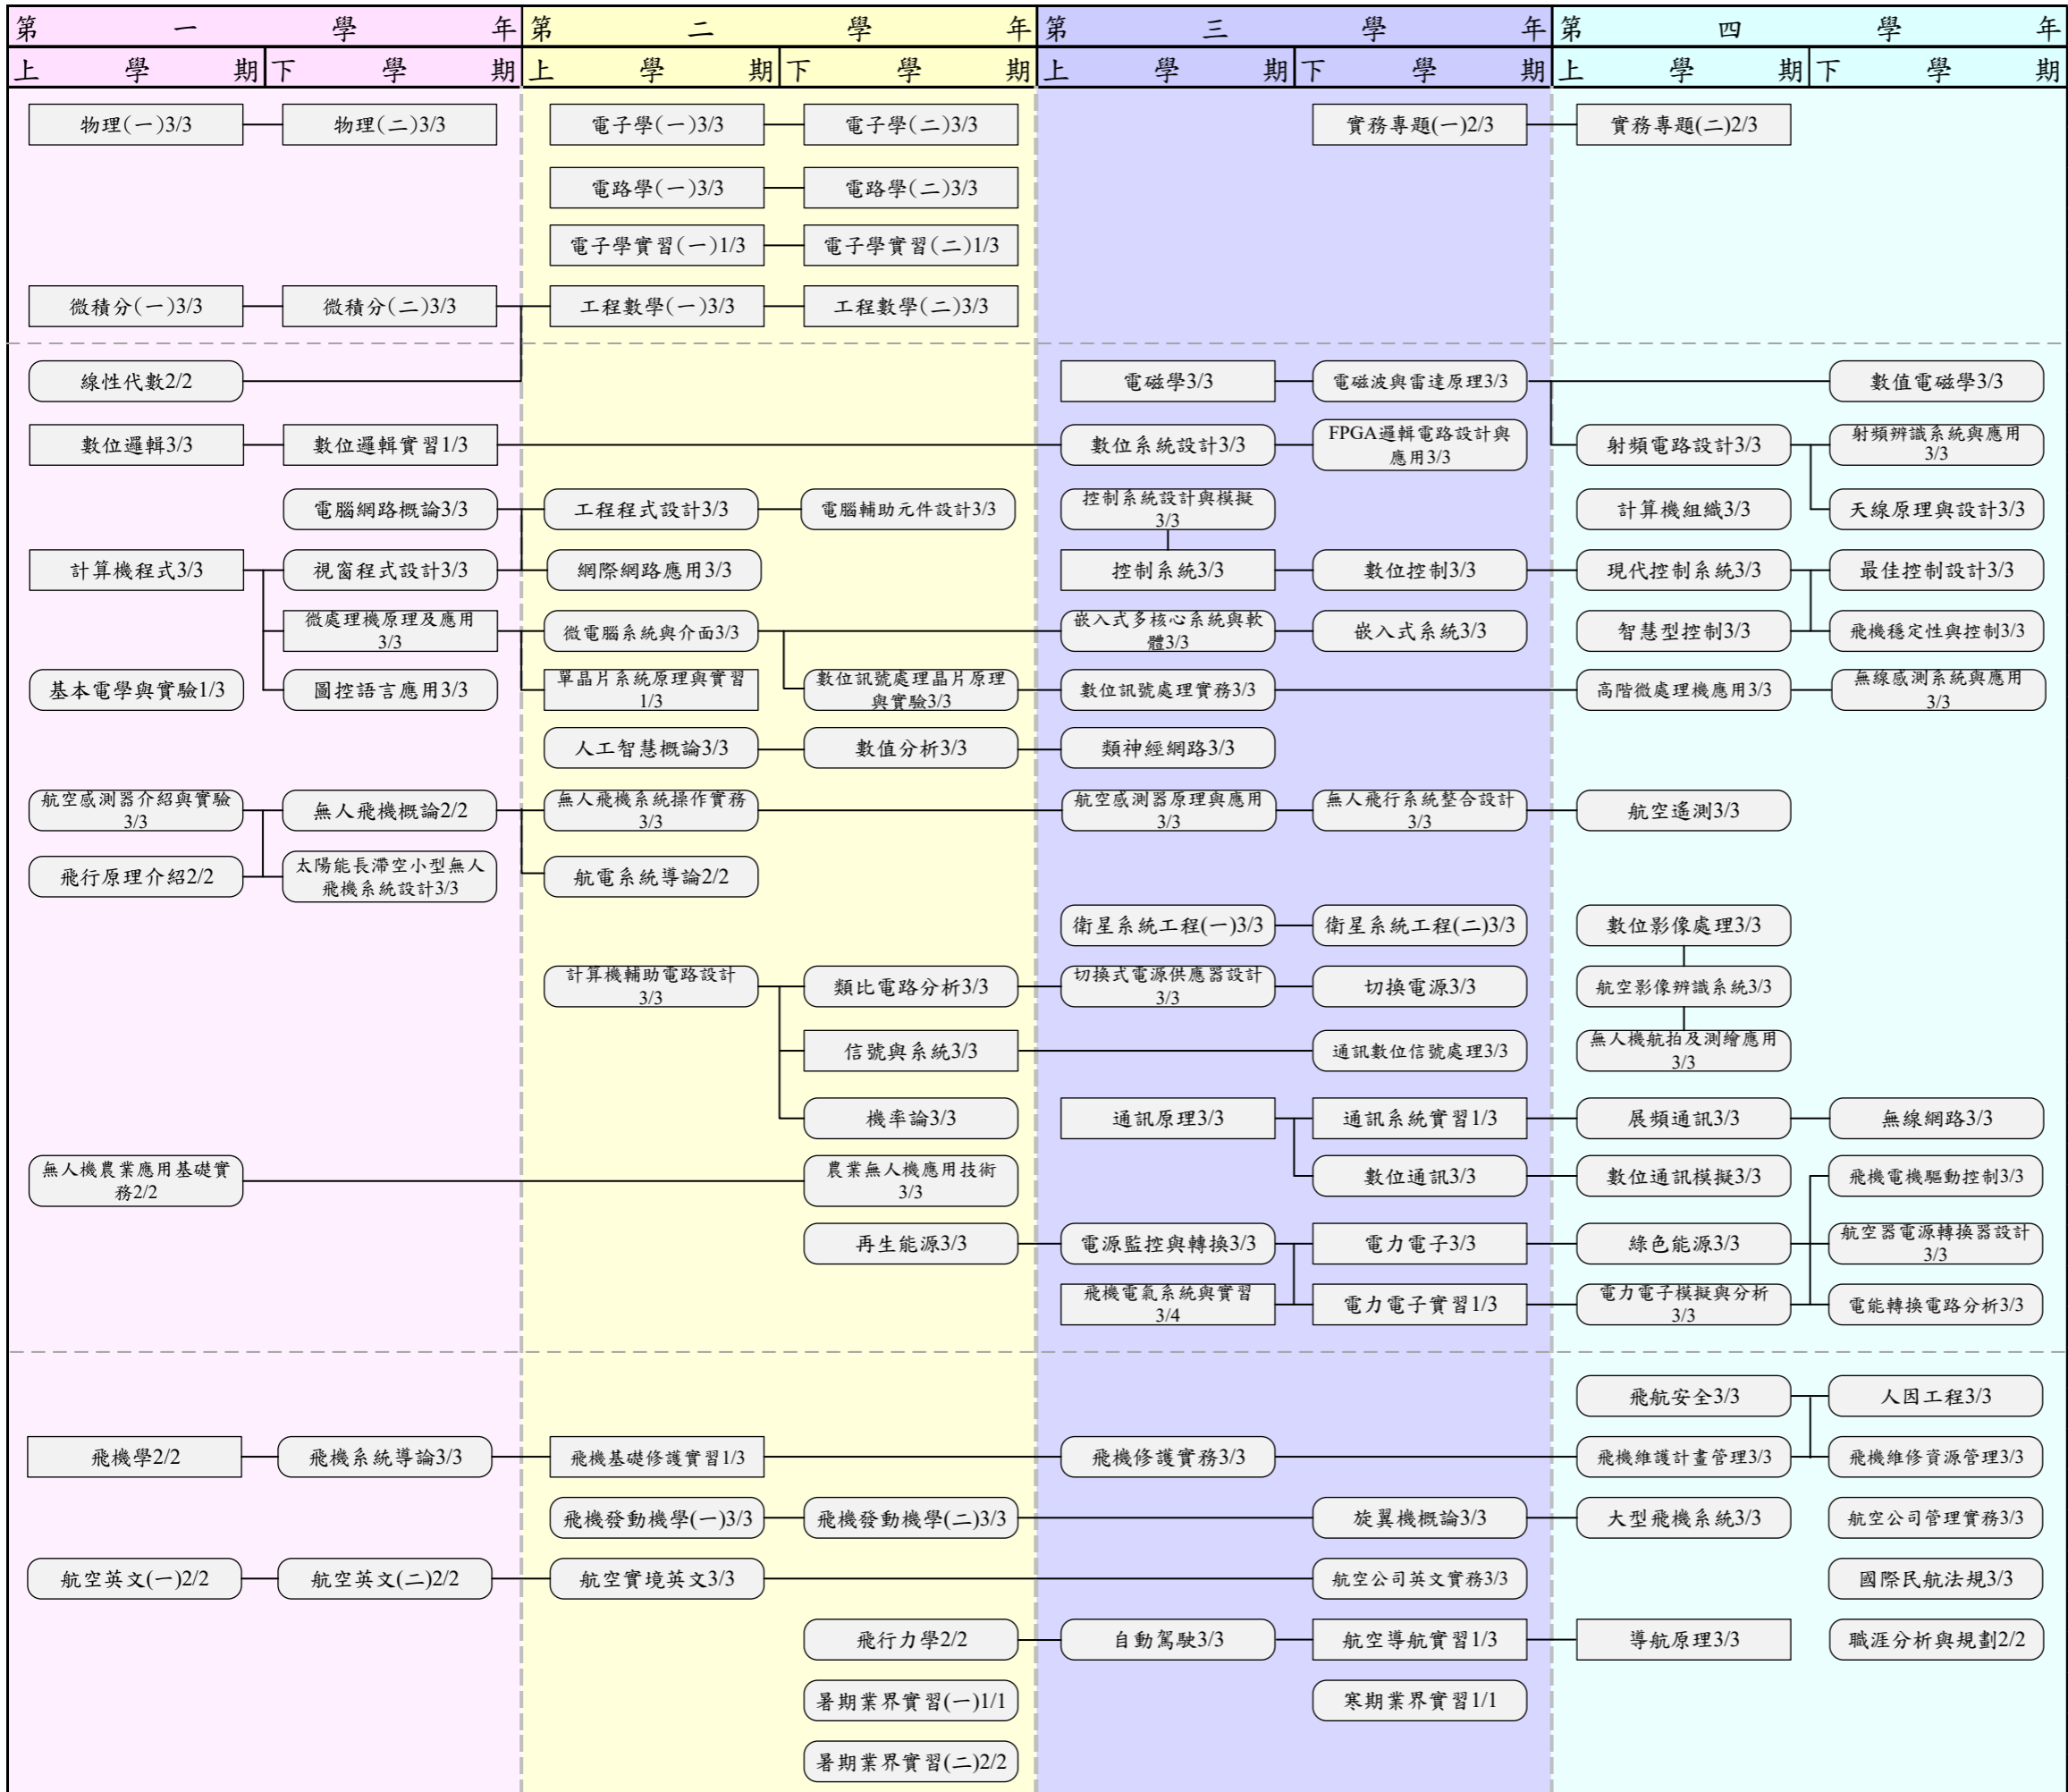 第一學年 第二學年 第三學年 第四學年
上學期 下學期 上學期 下學期 上學期 下學期 上學期 下學期
物理(一)3/3 物理(二)3/3 電子學(一)3/3 電子學(二)3/3 實務專題(一)2/3 實務專題(二)2/3
電路學(一)3/3 電路學(二)3/3
電子學實習(一)1/3 電子學實習(二)1/3
微積分(一)3/3 微積分(二)3/3 工程數學(一)3/3 工程數學(二)3/3
線性代數2/2 電磁學3/3 電磁波與雷達原理3/3 數值電磁學3/3
數位邏輯3/3 數位邏輯實習1/3 數位系統設計3/3
FPGA邏輯電路設計與
應用3/3
射頻電路設計3/3
射頻辨識系統與應用
3/3
電腦網路概論3/3 工程程式設計3/3 電腦輔助元件設計3/3
控制系統設計與模擬
3/3
計算機組織3/3 天線原理與設計3/3
計算機程式3/3 視窗程式設計3/3 網際網路應用3/3 控制系統3/3 數位控制3/3 現代控制系統3/3 最佳控制設計3/3
微處理機原理及應用
3/3
微電腦系統與介面3/3
嵌入式多核心系統與軟
體3/3
嵌入式系統3/3 智慧型控制3/3 飛機穩定性與控制3/3
基本電學與實驗1/3 圖控語言應用3/3
單晶片系統原理與實習
1/3
數位訊號處理晶片原理
與實驗3/3
數位訊號處理實務3/3 高階微處理機應用3/3
無線感測系統與應用
3/3
人工智慧概論3/3 數值分析3/3 類神經網路3/3
航空感測器介紹與實驗
3/3
無人飛機概論2/2
無人飛機系統操作實務
3/3
航空感測器原理與應用
3/3
無人飛行系統整合設計
3/3
航空遙測3/3
飛行原理介紹2/2
太陽能長滯空小型無人
飛機系統設計3/3
航電系統導論2/2
衛星系統工程(一)3/3 衛星系統工程(二)3/3 數位影像處理3/3
計算機輔助電路設計
3/3
類比電路分析3/3
切換式電源供應器設計
3/3
切換電源3/3 航空影像辨識系統3/3
信號與系統3/3 通訊數位信號處理3/3
無人機航拍及測繪應用
3/3
機率論3/3 通訊原理3/3 通訊系統實習1/3 展頻通訊3/3 無線網路3/3
無人機農業應用基礎實
務2/2
農業無人機應用技術
3/3
數位通訊3/3 數位通訊模擬3/3 飛機電機驅動控制3/3
再生能源3/3 電源監控與轉換3/3 電力電子3/3 綠色能源3/3
航空器電源轉換器設計
3/3
飛機電氣系統與實習
3/4
電力電子實習1/3
電力電子模擬與分析
3/3
電能轉換電路分析3/3
飛航安全3/3 人因工程3/3
飛機學2/2 飛機系統導論3/3 飛機基礎修護實習1/3 飛機修護實務3/3 飛機維護計畫管理3/3 飛機維修資源管理3/3
飛機發動機學(一)3/3 飛機發動機學(二)3/3 旋翼機概論3/3 大型飛機系統3/3 航空公司管理實務3/3
航空英文(一)2/2 航空英文(二)2/2 航空實境英文3/3 航空公司英文實務3/3 國際民航法規3/3
飛行力學2/2 自動駕駛3/3 航空導航實習1/3 導航原理3/3 職涯分析與規劃2/2
暑期業界實習(一)1/1 寒期業界實習1/1
暑期業界實習(二)2/2